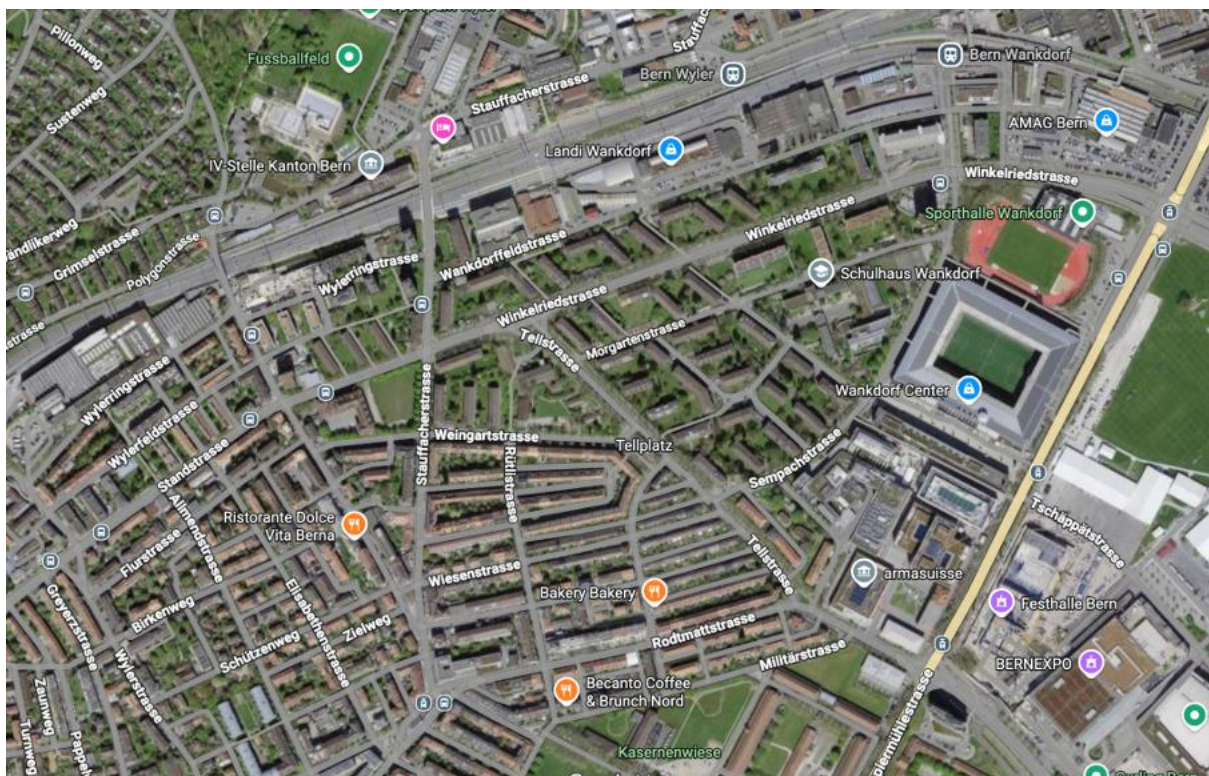 Pillonweg
Fussballfeld
Sustenweg
Stauffacherstrasse
Bern Wyler
Bern Wankdorf
IV-Stelle Kanton Bern
Landi Wankdorf
AMAG Bern
Winkelriedstrasse
Sporthalle Wankdorf
Grimselstrasse
Polygonstrasse
Wylerringstrasse
Wankdorffeldstrasse
Winkelriedstrasse
Schulhaus Wankdorf
Winkelriedstrasse
Tellstrasse
Morgartenstrasse
Wylerringstrasse
Wankdorf Center
Stauffacherstrasse
Wylerfeldstrasse
Standstrasse
Weingartstrasse
Tellplatz
Rütlistrasse
Sempachstrasse
Allmendstrasse
Ristorante Dolce
Vita Berna
Flurstrasse
Tschäppätstrasse
Wiesenstrasse
Tellstrasse
armasuisse
Bakery Bakery
Festhalle Bern
Greyerzstrasse
Birkenweg
Elisabethenstrasse
Zielweg
Schützenweg
Rodtmattstrasse
Militärstrasse
BERNEXPO
Wylerstrasse
Zaunweg
Becanto Coffee
& Brunch Nord
Turnweg
Kasernenwiese